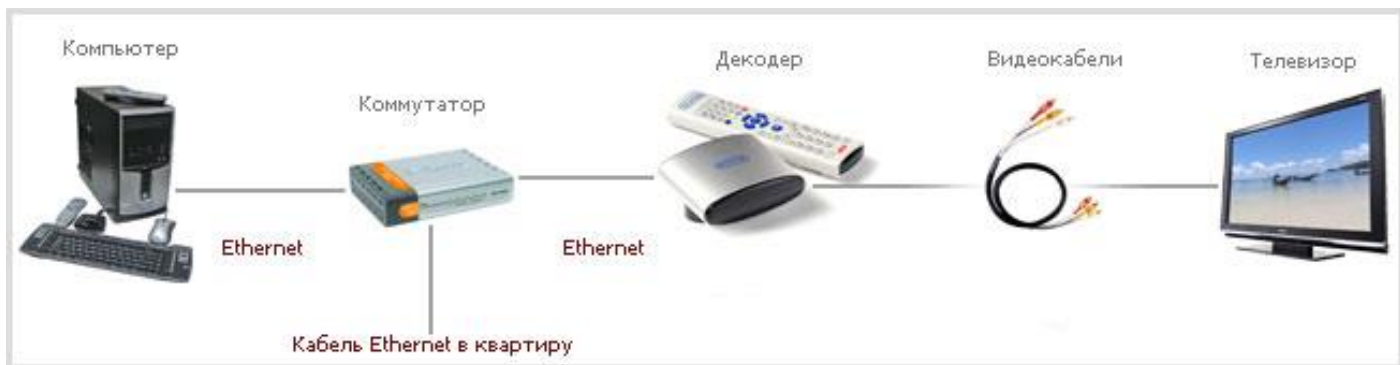 Компьютер
Коммутатор
Декодер
Видеокабели
Телевизор
Ethernet
Ethernet
Кабель Ethernet в квартиру